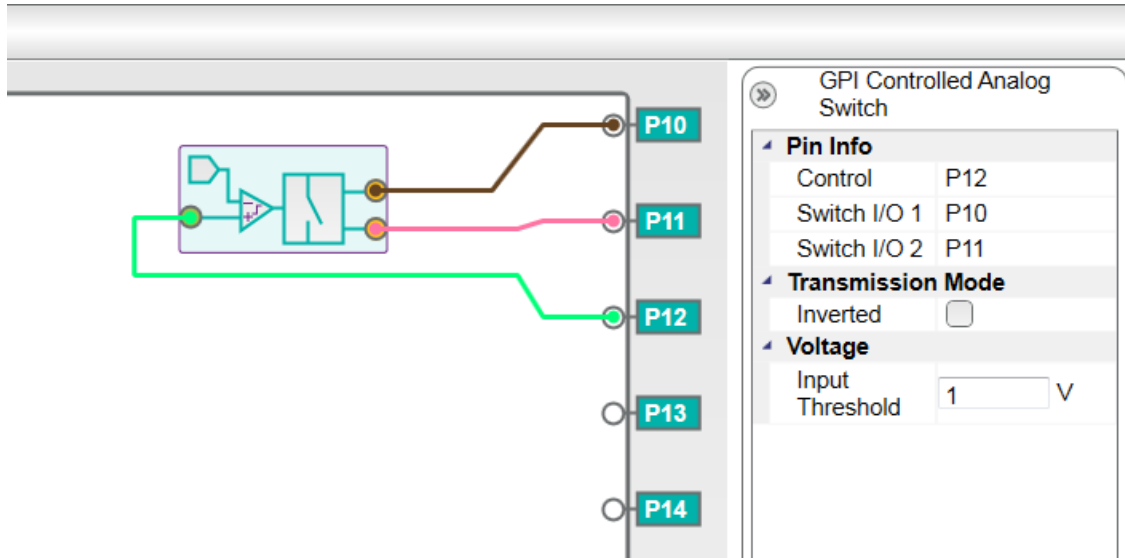 P10
P11
P12
P13
P14
GPI Controlled Analog
Switch
Pin Info
Control P12
Switch I/O 1 P10
Switch I/O 2 P11
Transmission Mode
Inverted
Voltage
Input
Threshold 1 V